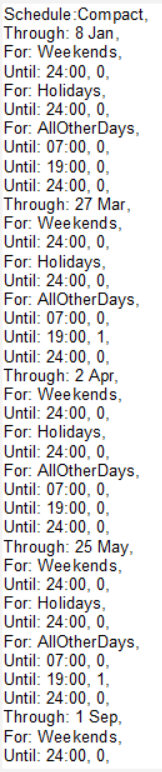 Schedule:Compact,
Through: 8 Jan,
For: Weekends,
Until: 24:00, 0,
For: Holidays,
Until: 24:00, 0,
For: AllOtherDays,
Until: 07:00, 0,
Until: 19:00, 0,
Until: 24:00, 0,
Through: 27 Mar,
For: Weekends,
Until: 24:00, 0,
For: Holidays,
Until: 24:00, 0,
For: AllOtherDays,
Until: 07:00, 0,
Until: 19:00, 1,
Until: 24:00, 0,
Through: 2 Apr,
For: Weekends,
Until: 24:00, 0,
For: Holidays,
Until: 24:00, 0,
For: AllOtherDays,
Until: 07:00, 0,
Until: 19:00, 0,
Until: 24:00, 0,
Through: 25 May,
For: Weekends,
Until: 24:00, 0,
For: Holidays,
Until: 24:00, 0,
For: AllOtherDays,
Until: 07:00, 0,
Until: 19:00, 1,
Until: 24:00, 0,
Through: 1 Sep,
For: Weekends,
Until: 24:00, 0,